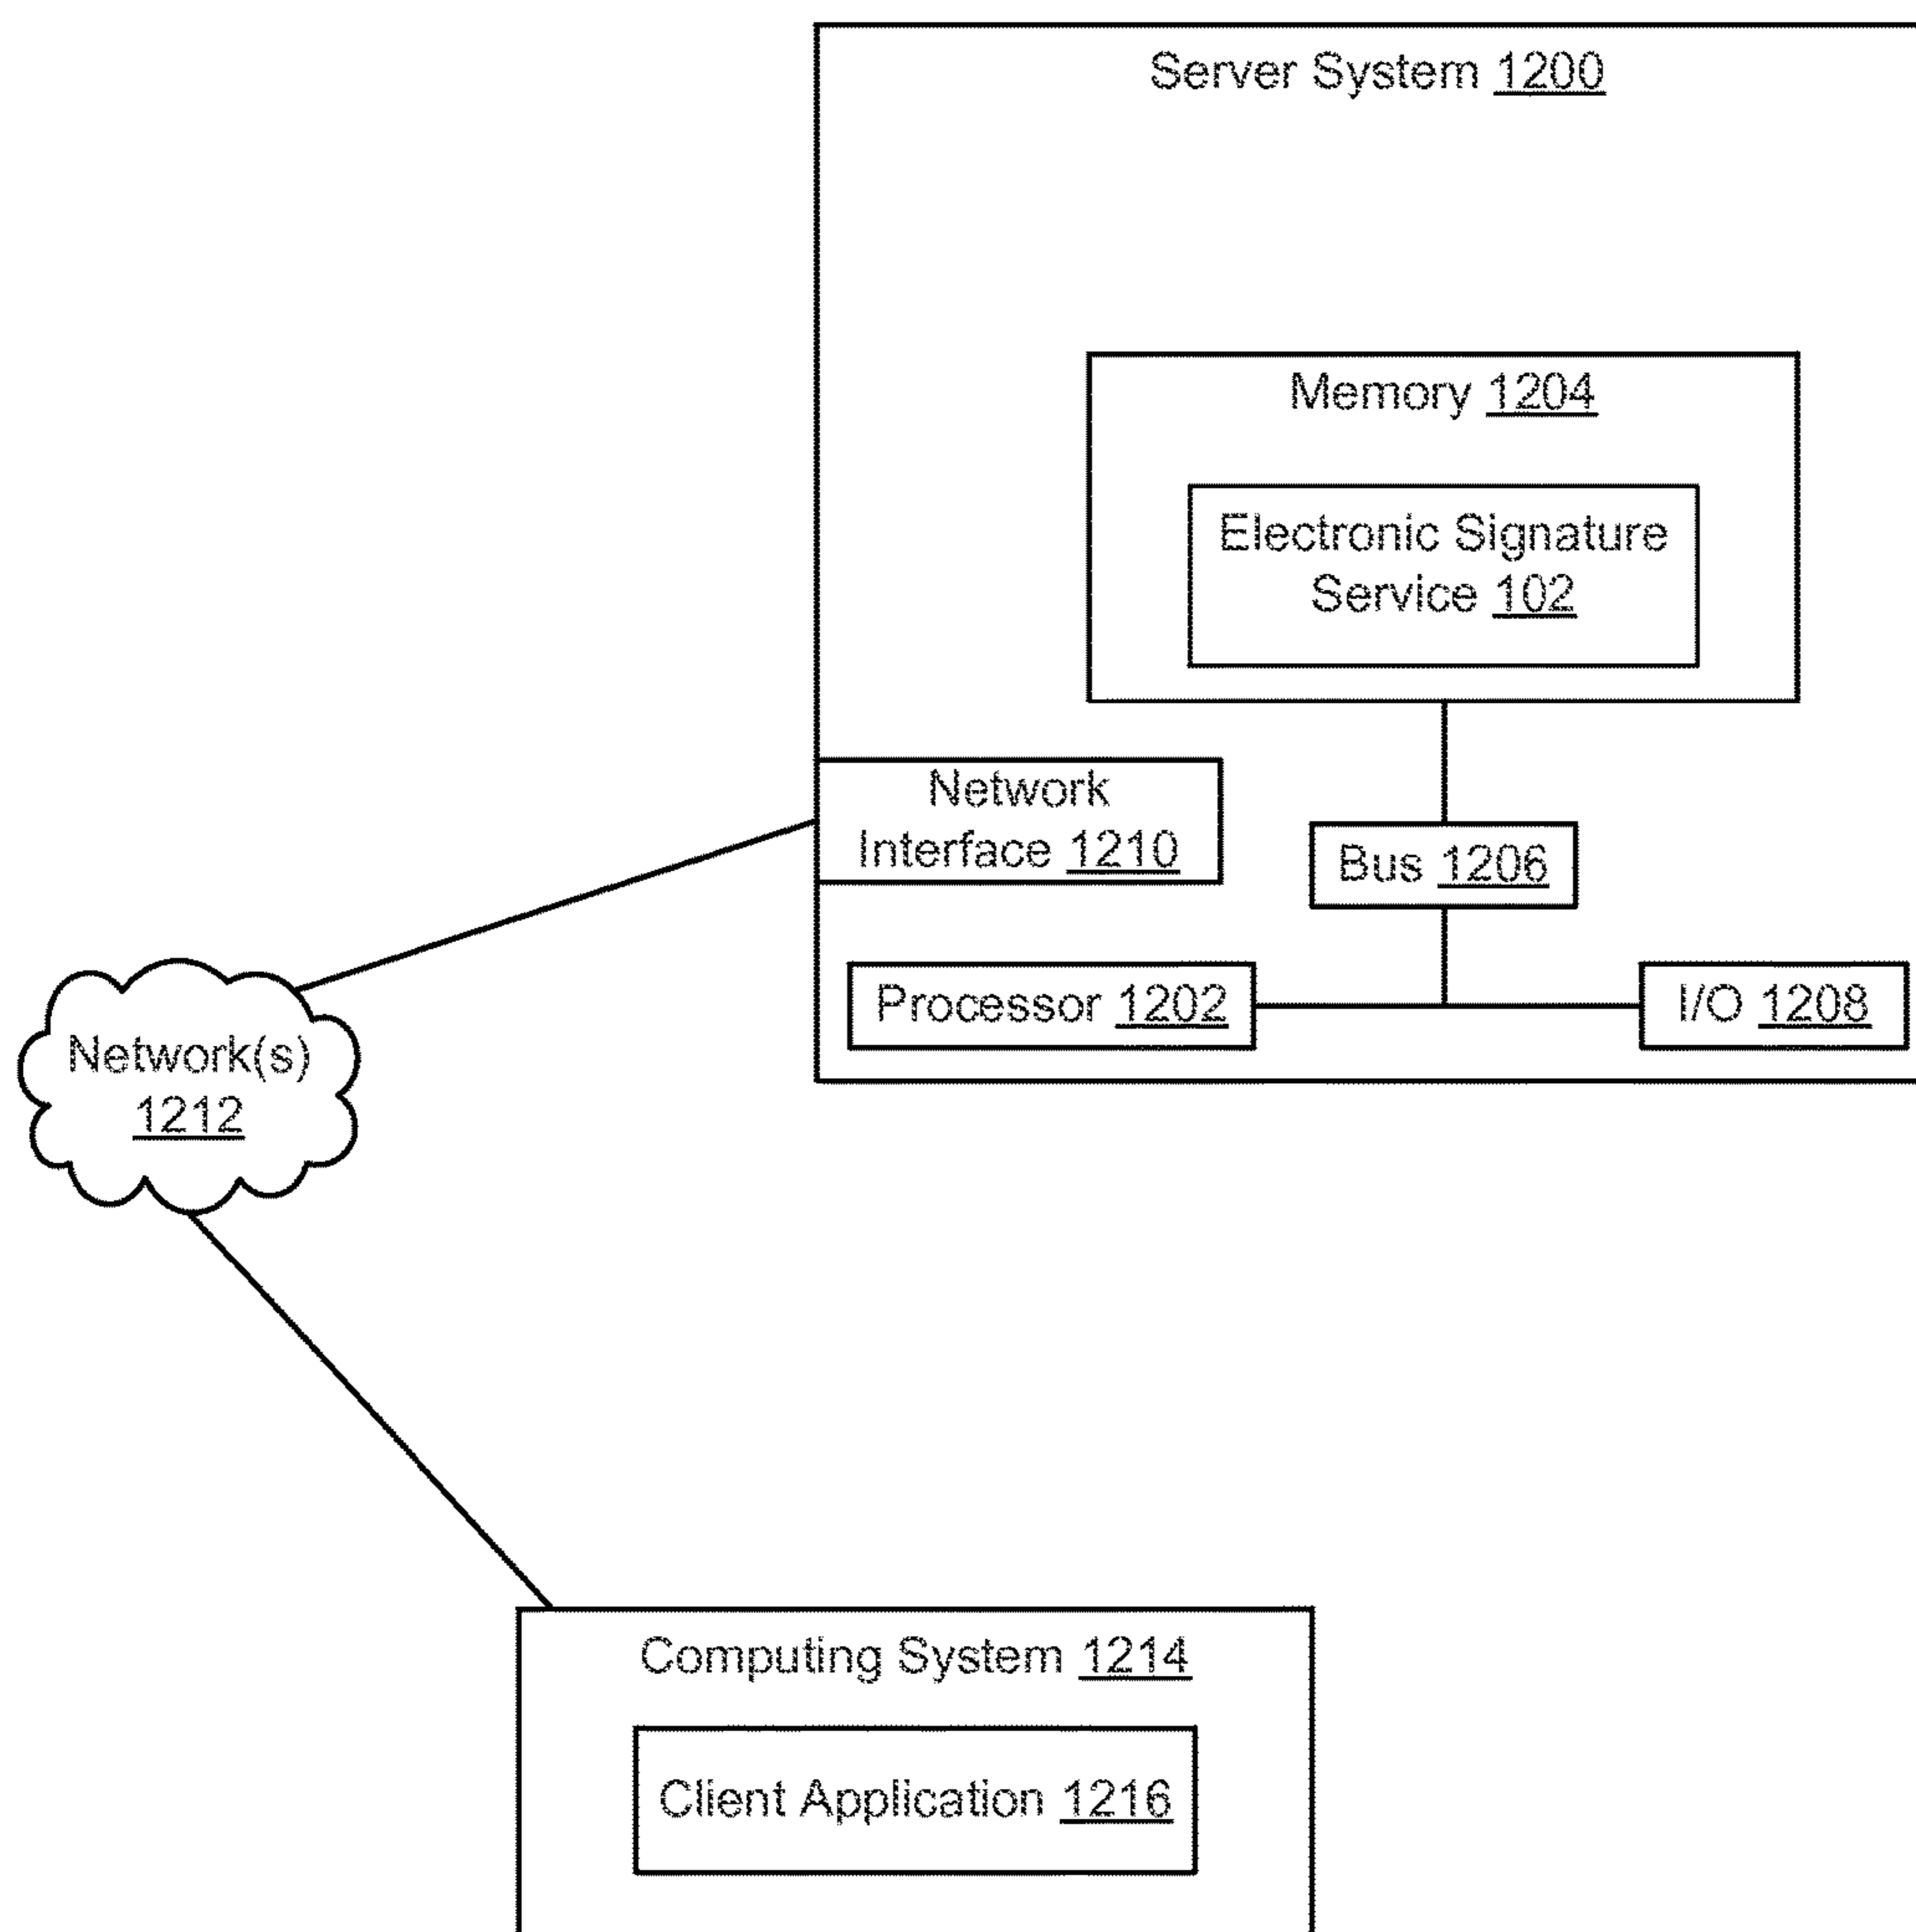 Server System 1200
Memory 1204
Electronic Signature
Service 102
Network
Interface 1210
Bus 1206
Processor 1202
I/O 1208
Network(s)
1212
Computing System 1214
Client Application 1216